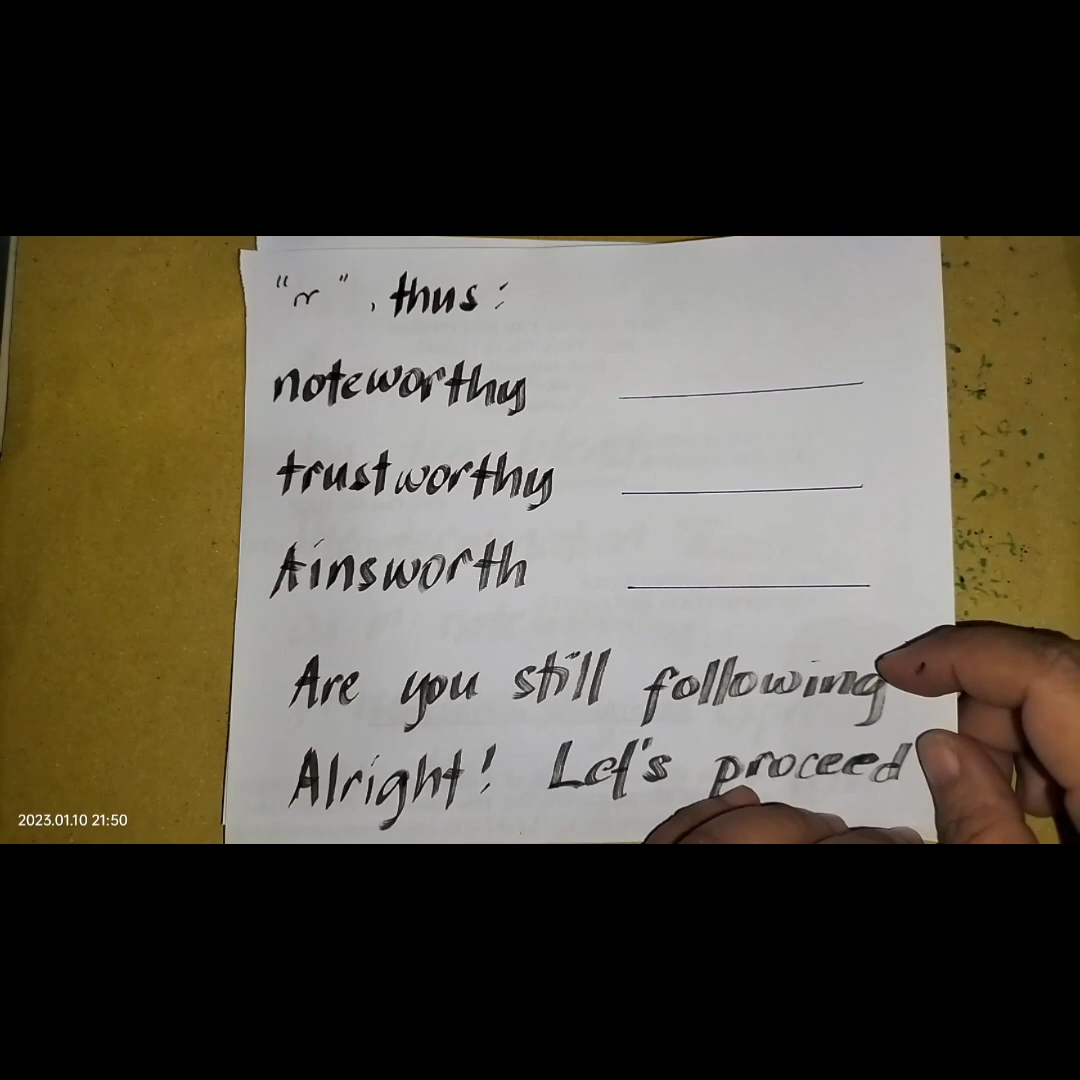 "r", thus:
noteworthy
trustworthy
Ainsworth
Are you still following
Alright! Let's proceed
2023.01.10 21:50